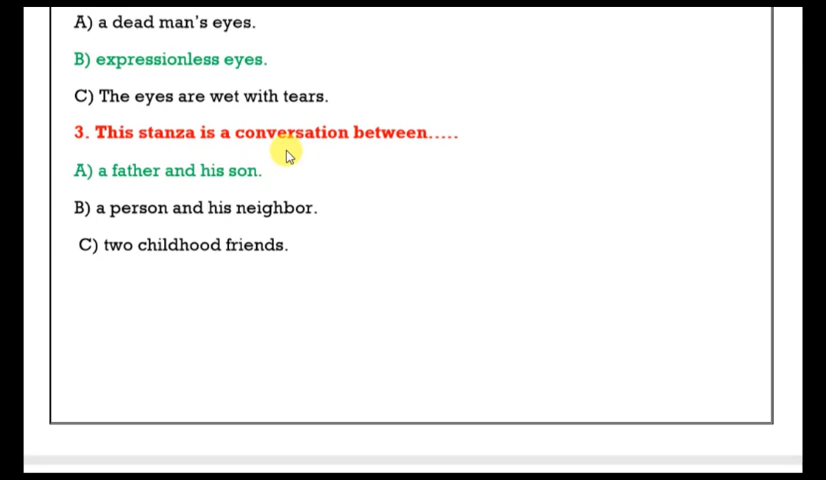 A) a dead man's eyes.
B) expressionless eyes.
C) The eyes are wet with tears.
3. This stanza is a conversation between.....
A) a father and his son.
B) a person and his neighbor.
C) two childhood friends.